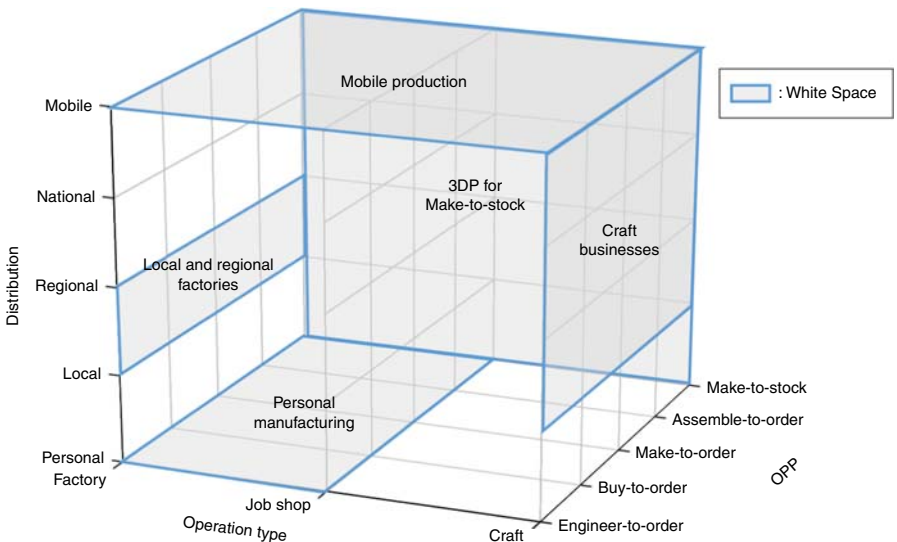 Mobile production
: White Space
Mobile
3DP for
Make-to-stock
National
Craft
businesses
Local and regional
factories
Regional
Distribution
Local
Make-to-stock
Personal
manufacturing
Assemble-to-order
Make-to-order
OPP
Personal
Factory
Buy-to-order
Job shop
Operation type
Craft
Engineer-to-order